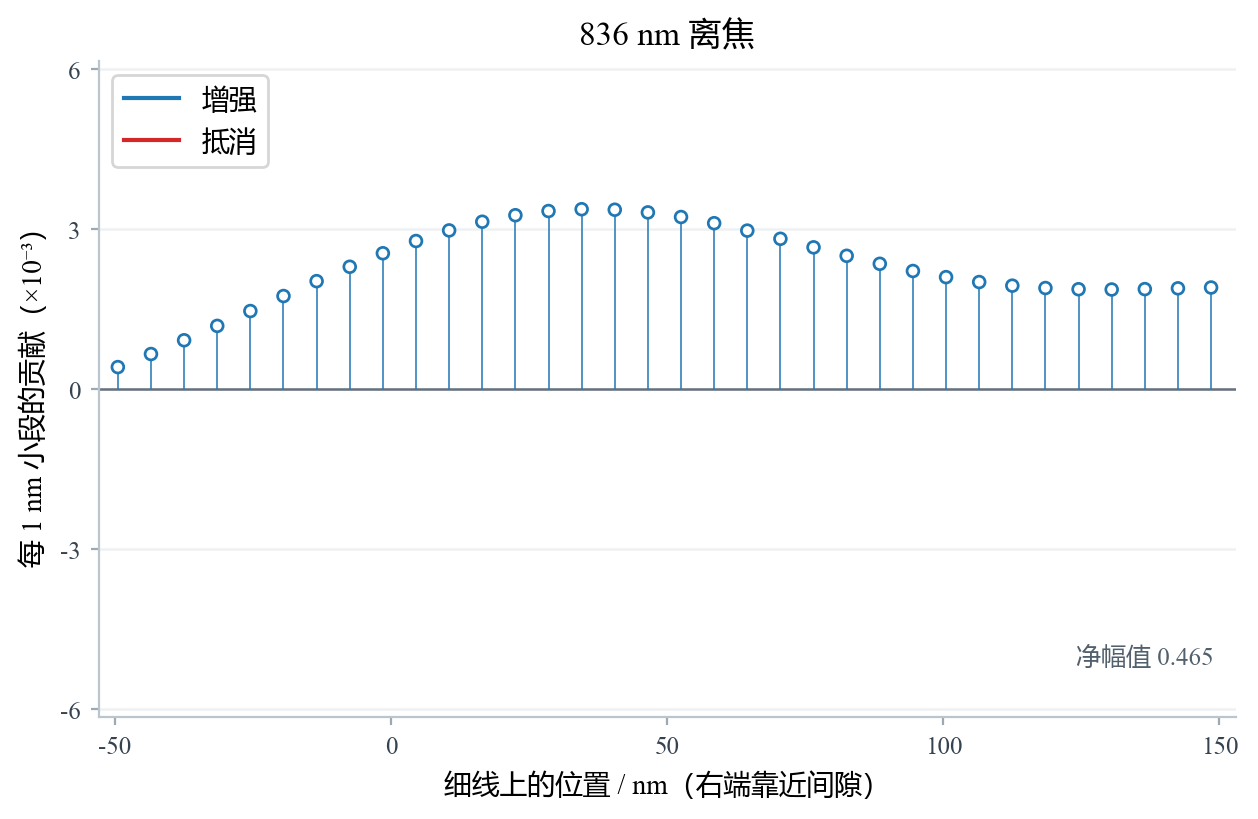 836 nm 离焦
增强
抵消
每 1 nm 小段的贡献（×10⁻³）
6
3
0
-3
-6
净幅值 0.465
-50
0
50
100
150
细线上的位置 / nm（右端靠近间隙）